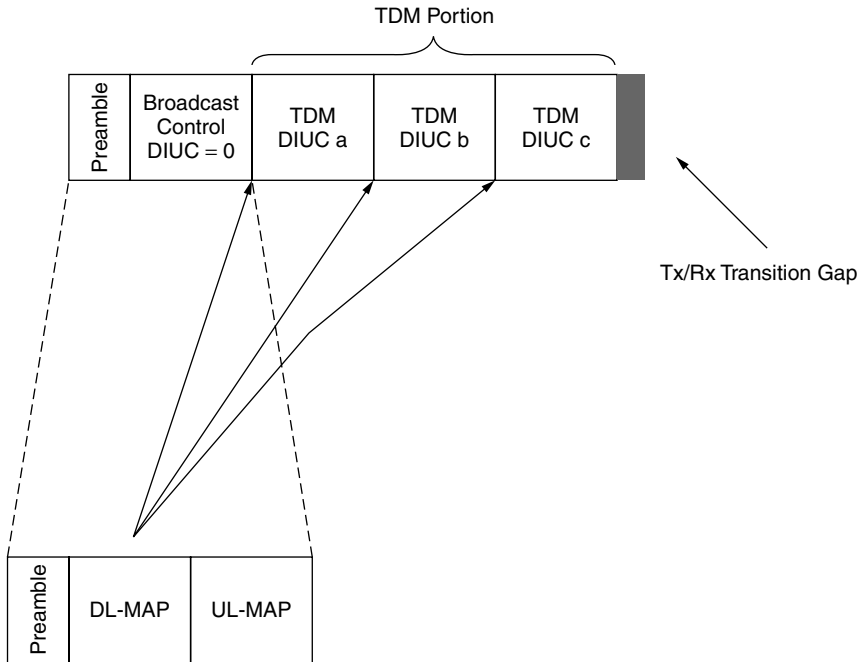 TDM Portion
Preamble
Broadcast
Control
DIUC = 0
TDM
DIUC a
TDM
DIUC b
TDM
DIUC c
Tx/Rx Transition Gap
Preamble
DL-MAP
UL-MAP